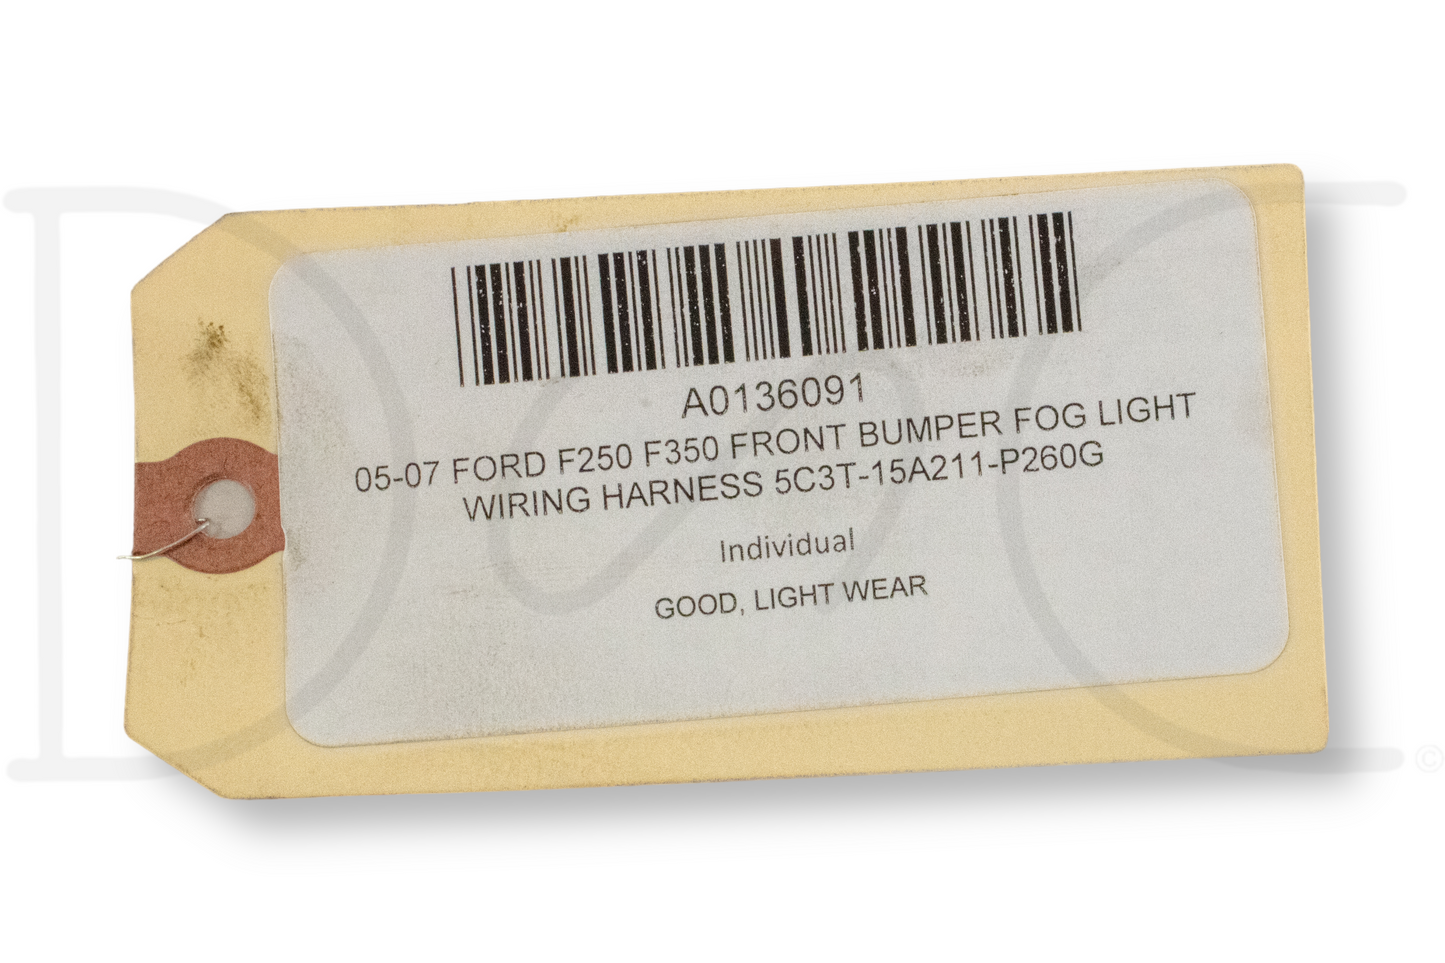 A0136091
05-07 FORD F250 F350 FRONT BUMPER FOG LIGHT
WIRING HARNESS 5C3T-15A211-P260G
Individual
GOOD, LIGHT WEAR